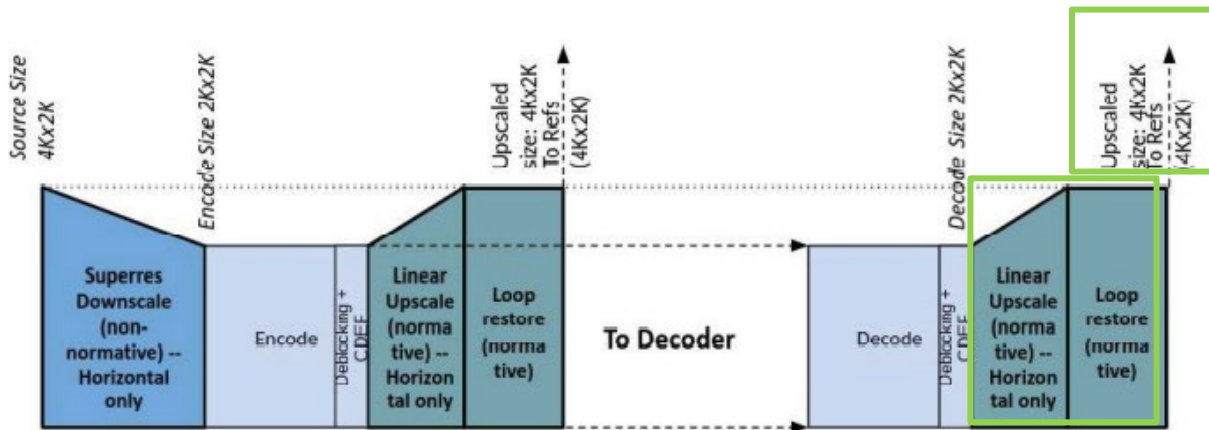 Source Size
4Kx2K
Encode Size 2Kx2K
Upscaled
size: 4Kx2K
To Refs
(4Kx2K)
Decode Size 2Kx2K
Upscaled
size: 4Kx2K
To Refs
(4Kx2K)
Superres
Downscale
(non-
normative) --
Horizontal
only
Encode
Deblocking +
CDEF
Linear
Upscale
(norma
tive) --
Horizon
tal only
Loop
restore
(norma
tive)
To Decoder
Decode
Deblocking +
CDEF
Linear
Upscale
(norma
tive) --
Horizon
tal only
Loop
restore
(norma
tive)